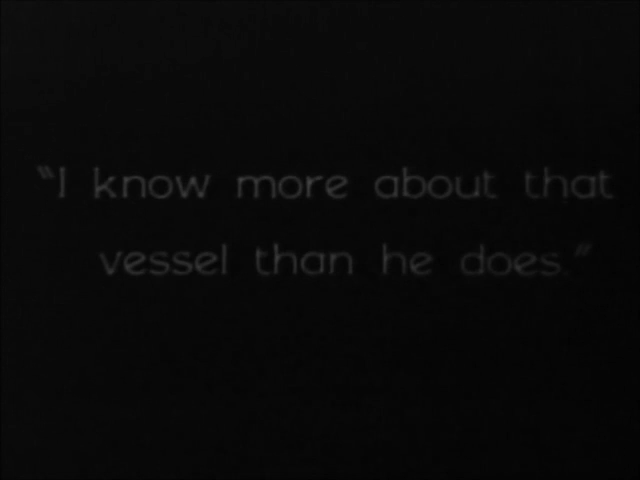 “I know more about that
vessel than he does.”